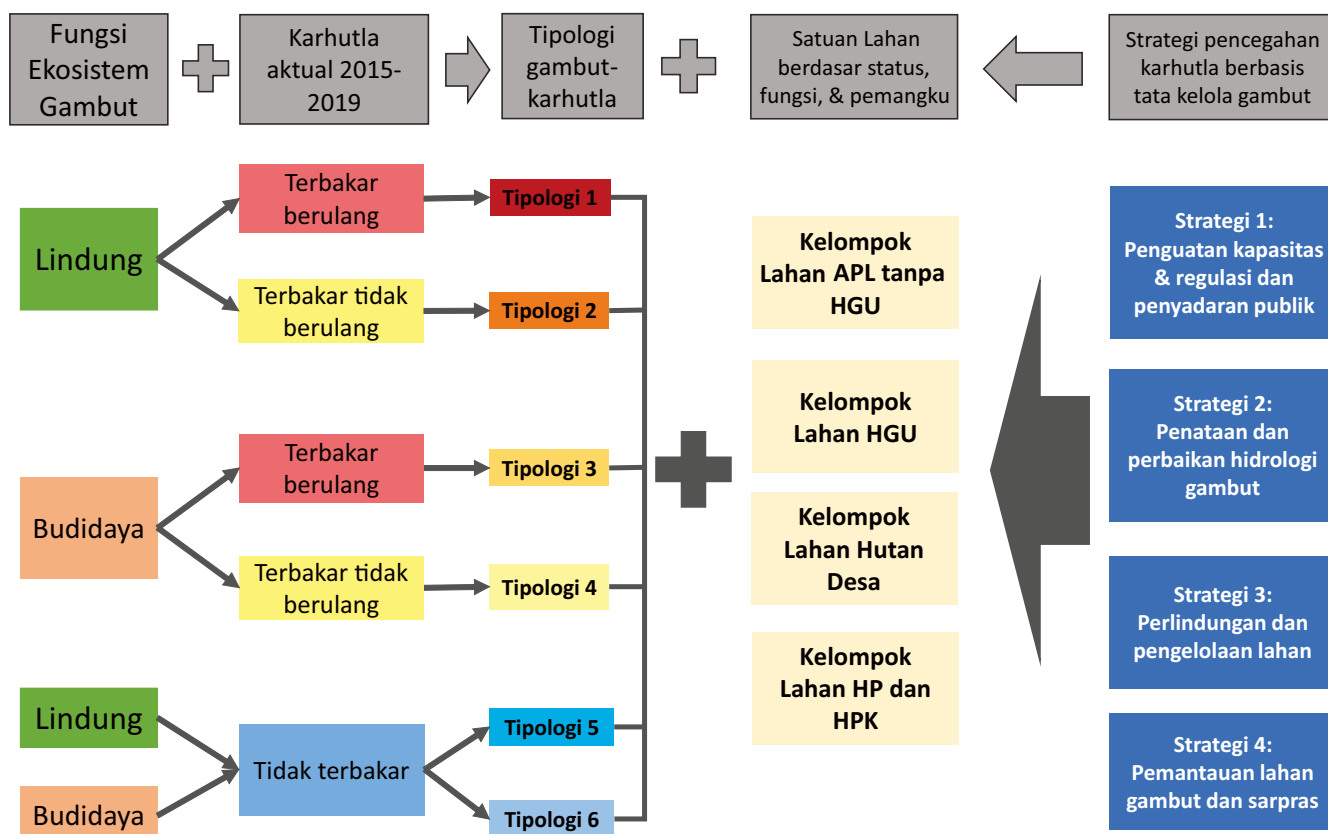 Fungsi
Ekosistem
Gambut
Karhutla
aktual 2015-
2019
Tipologi
gambut-
karhutla
Satuan Lahan
berdasar status,
fungsi, & pemangku
Strategi pencegahan
karhutla berbasis
tata kelola gambut
Lindung
Terbakar
berulang
Tipologi 1
Terbakar tidak
berulang
Tipologi 2
Budidaya
Terbakar
berulang
Tipologi 3
Terbakar tidak
berulang
Tipologi 4
Lindung
Budidaya
Tidak terbakar
Tipologi 5
Tipologi 6
Kelompok
Lahan APL tanpa
HGU
Kelompok
Lahan HGU
Kelompok
Lahan Hutan
Desa
Kelompok
Lahan HP dan
HPK
Strategi 1:
Penguatan kapasitas
& regulasi dan
penyadaran publik
Strategi 2:
Penataan dan
perbaikan hidrologi
gambut
Strategi 3:
Perlindungan dan
pengelolaan lahan
Strategi 4:
Pemantauan lahan
gambut dan sarpras